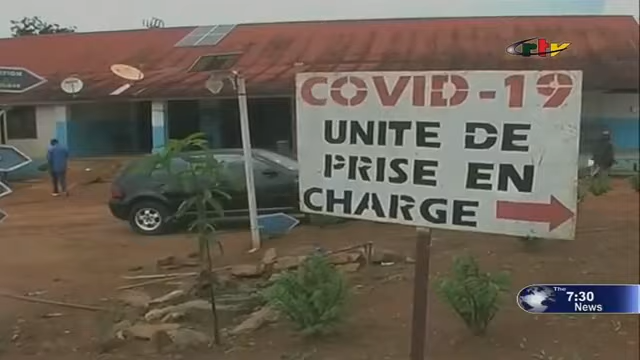 COVID-19
UNITE DE
PRISE EN
CHARGE
The 7:30
News